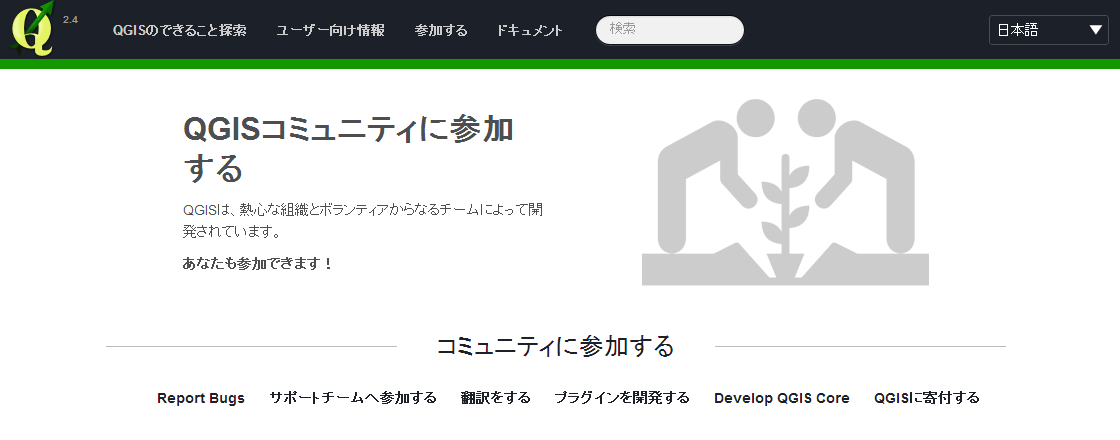 2.4
QGISのできること探索 ユーザー向け情報 参加する ドキュメント 検索 日本語
QGISコミュニティに参加
する
QGISは、熱心な組織とボランティアからなるチームによって開
発されています。
あなたも参加できます！
コミュニティに参加する
Report Bugs サポートチームへ参加する 翻訳をする プラグインを開発する Develop QGIS Core QGISに寄付する